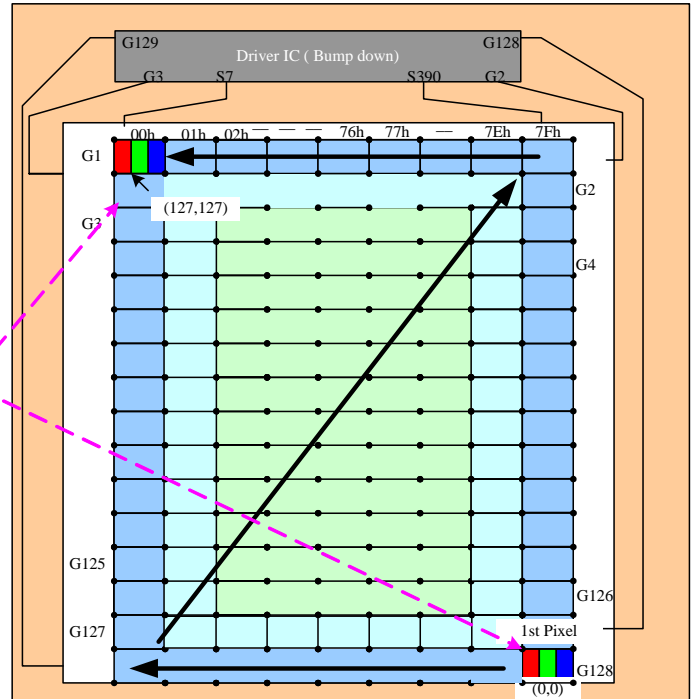 G129 G128
Driver IC ( Bump down)
G3 S7 S390 G2
00h 01h 02h — — — — 76h 77h — 7Eh 7Fh
G1
G2
(127,127)
G3
G4
G125
G126
G127 1st Pixel
G128
(0,0)